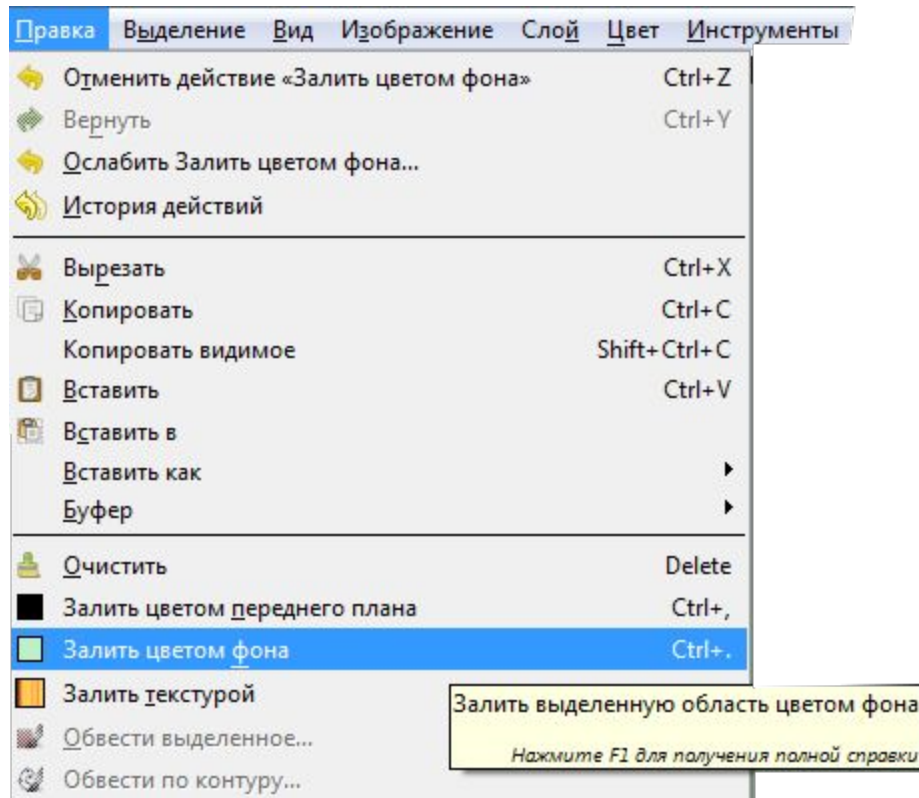 Правка Выделение Вид Изображение Слой Цвет Инструменты
Отменить действие «Залить цветом фона» Ctrl+Z
Вернуть Ctrl+Y
Ослабить Залить цветом фона...
История действий
Вырезать Ctrl+X
Копировать Ctrl+C
Копировать видимое Shift+Ctrl+C
Вставить Ctrl+V
Вставить в
Вставить как
Буфер
Очистить Delete
Залить цветом переднего плана Ctrl+,
Залить цветом фона Ctrl+.
Залить текстурой
Залить выделенную область цветом фона
Обвести выделенное...
Нажмите F1 для получения полной справки
Обвести по контуру...